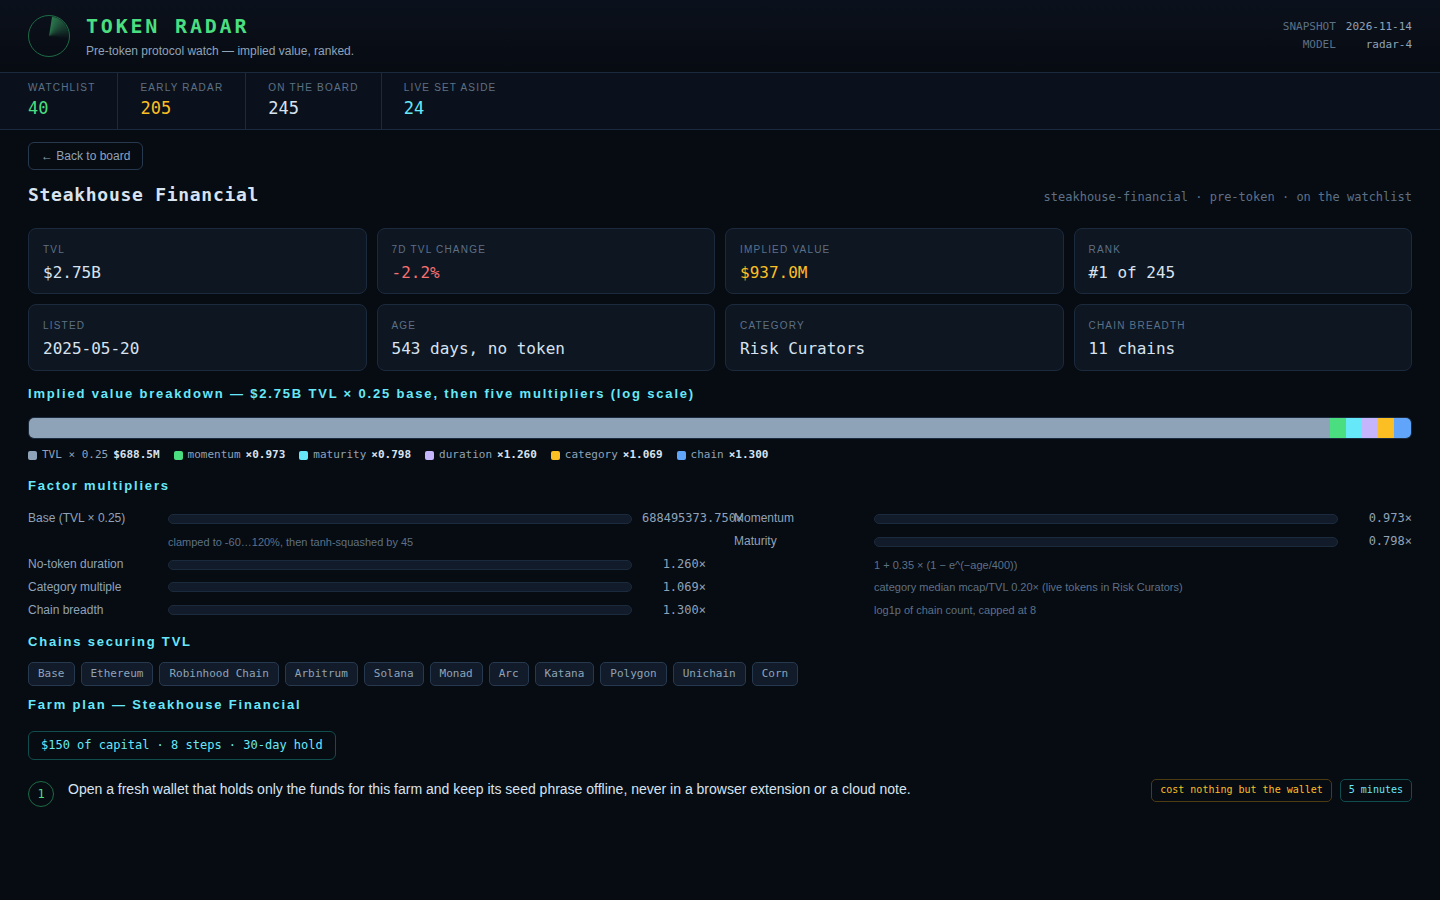 TOKEN RADAR
Pre-token protocol watch — implied value, ranked.
SNAPSHOT 2026-11-14
MODEL radar-4
WATCHLIST
40
EARLY RADAR
205
ON THE BOARD
245
LIVE SET ASIDE
24
← Back to board
Steakhouse Financial
steakhouse-financial · pre-token · on the watchlist
TVL
$2.75B
7D TVL CHANGE
-2.2%
IMPLIED VALUE
$937.0M
RANK
#1 of 245
LISTED
2025-05-20
AGE
543 days, no token
CATEGORY
Risk Curators
CHAIN BREADTH
11 chains
Implied value breakdown — $2.75B TVL × 0.25 base, then five multipliers (log scale)
TVL × 0.25 $688.5M momentum ×0.973 maturity ×0.798 duration ×1.260 category ×1.069 chain ×1.300
Factor multipliers
Base (TVL × 0.25) 688495373.750×
Momentum 0.973×
clamped to -60…120%, then tanh-squashed by 45
Maturity 0.798×
No-token duration 1.260×
1 + 0.35 × (1 − e^(−age/400))
Category multiple 1.069×
category median mcap/TVL 0.20× (live tokens in Risk Curators)
Chain breadth 1.300×
log1p of chain count, capped at 8
Chains securing TVL
Base Ethereum Robinhood Chain Arbitrum Solana Monad Arc Katana Polygon Unichain Corn
Farm plan — Steakhouse Financial
$150 of capital · 8 steps · 30-day hold
1 Open a fresh wallet that holds only the funds for this farm and keep its seed phrase offline, never in a browser extension or a cloud note. cost nothing but the wallet 5 minutes